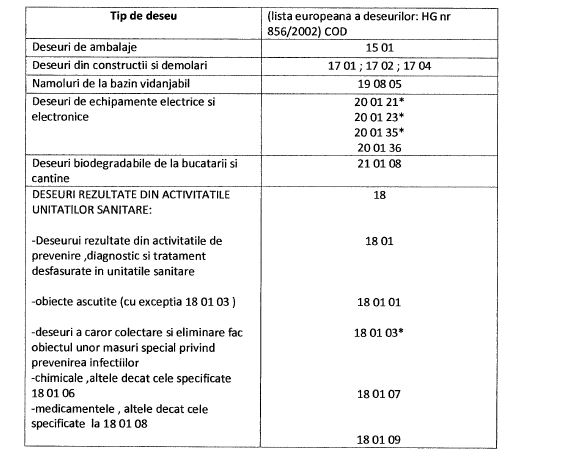 Tip de deseu
(lista europeana a deseurilor: HG nr
856/2002) COD
Deseuri de ambalaje
15 01
Deseuri din constructii si demolari
17 01 ; 17 02 ; 17 04
Namoluri de la bazin vidanjabil
19 08 05
Deseuri de echipamente electrice si
electronice
20 01 21*
20 01 23*
20 01 35*
20 01 36
Deseuri biodegradabile de la bucatarii si
cantine
21 01 08
DESEURI REZULTATE DIN ACTIVITATILE
UNITATILOR SANITARE:
18
-Deseurui rezultate din activitatile de
prevenire ,diagnostic si tratament
desfasurate in unitatile sanitare
18 01
-obiecte ascutite (cu exceptia 18 01 03 )
18 01 01
-deseuri a caror colectare si eliminare fac
obiectul unor masuri special privind
prevenirea infectiilor
18 01 03*
-chimicale ,altele decat cele specificate
18 01 06
18 01 07
-medicamentele , altele decat cele
specificate la 18 01 08
18 01 09